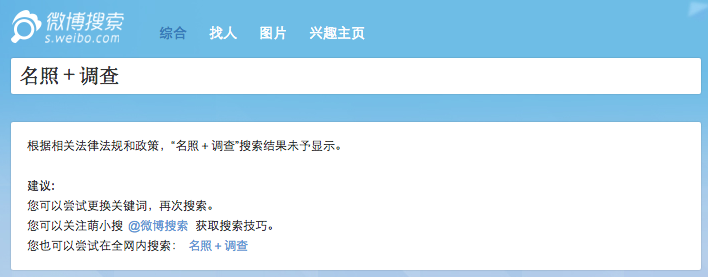 微博搜索
s.weibo.com
综合 找人 图片 兴趣主页
名照＋调查
根据相关法律法规和政策，“名照＋调查”搜索结果未予显示。
建议：
您可以尝试更换关键词，再次搜索。
您可以关注萌小搜 @微博搜索 获取搜索技巧。
您也可以尝试在全网内搜索： 名照＋调查